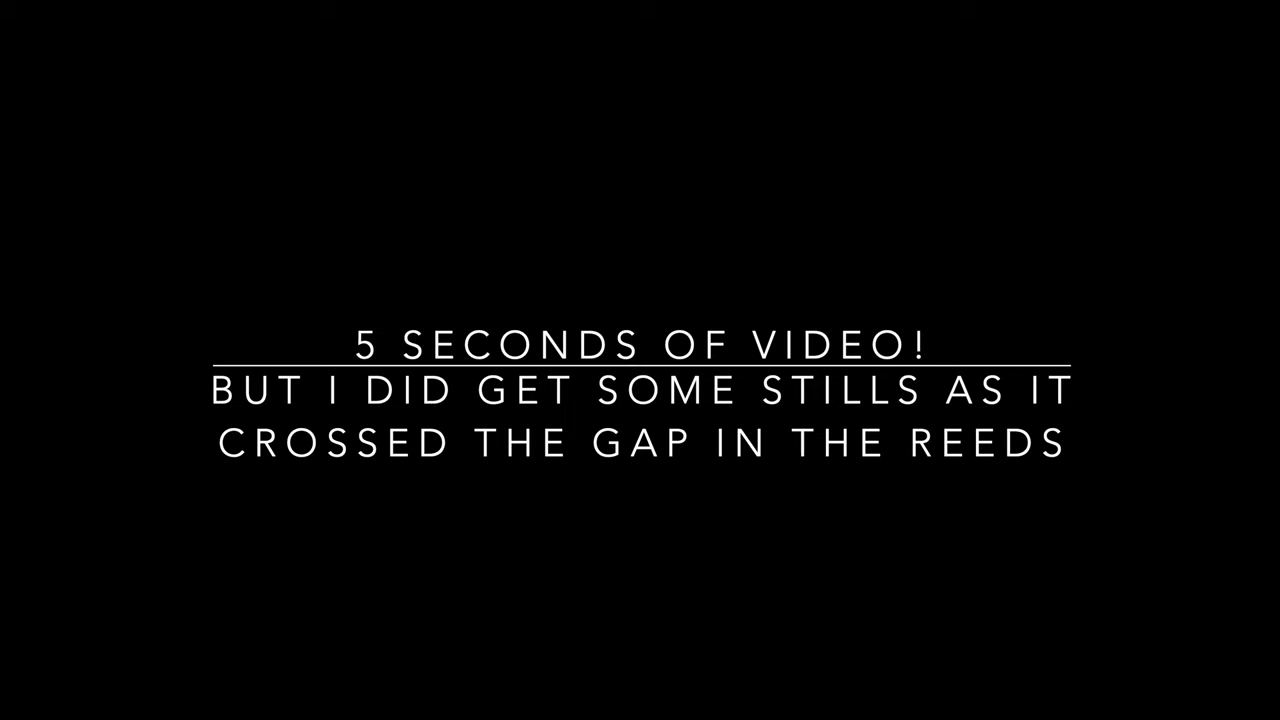 5 SECONDS OF VIDEO!
BUT I DID GET SOME STILLS AS IT
CROSSED THE GAP IN THE REEDS